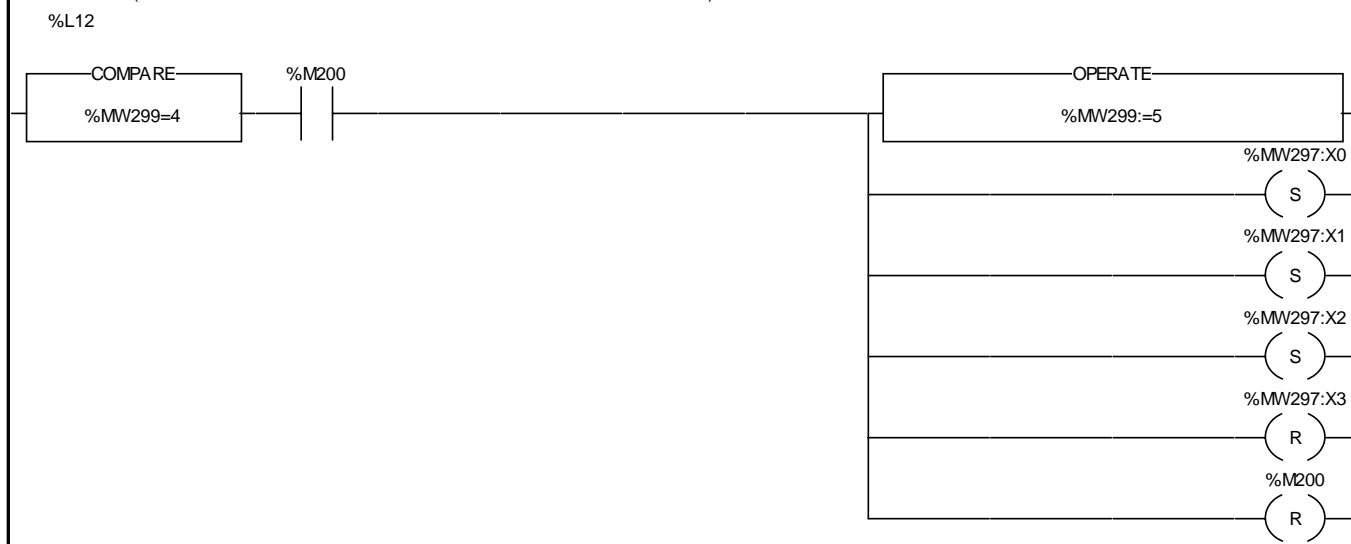 %L12
COMPARE %M200 OPERATE
%MW299=4 %MW299:=5
%MW297:X0
S
%MW297:X1
S
%MW297:X2
S
%MW297:X3
R
%M200
R